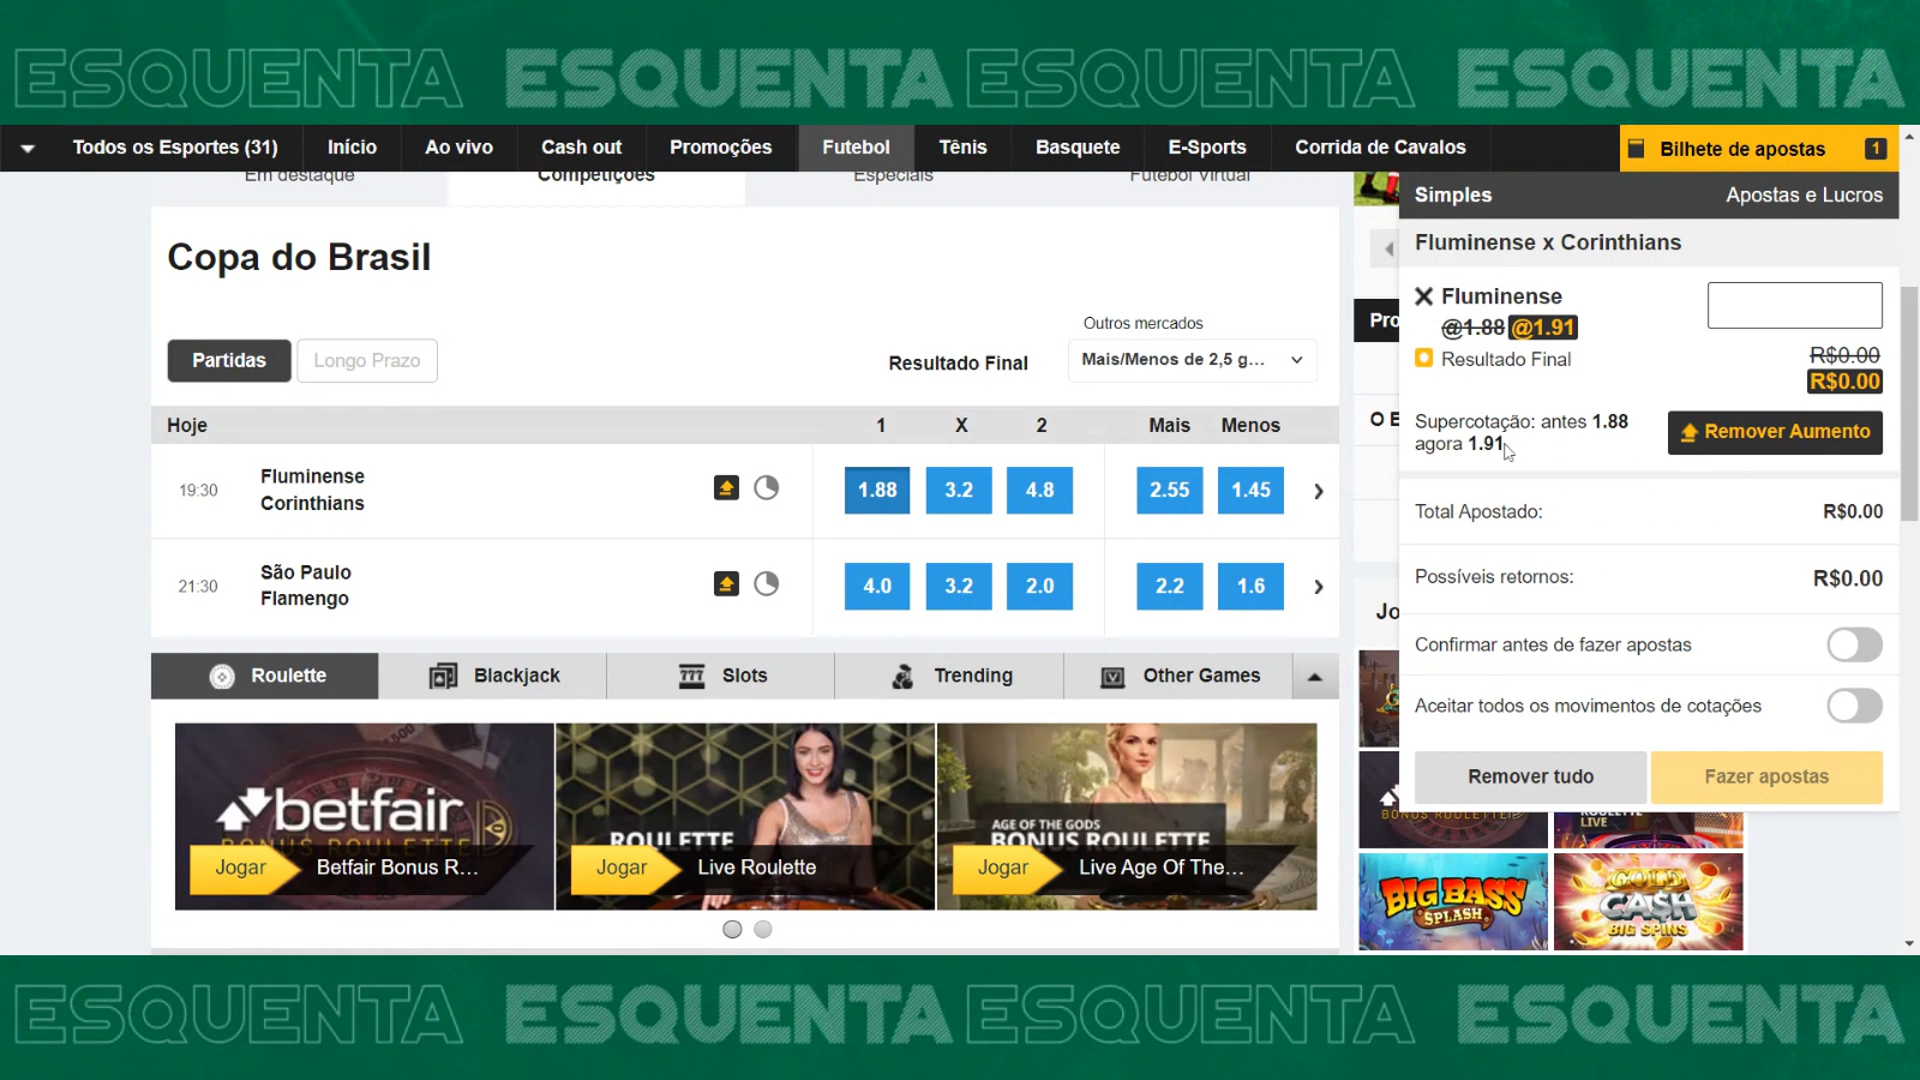 ESQUENTA ESQUENTA ESQUENTA ESQUENTA
Todos os Esportes (31) Início Ao vivo Cash out Promoções Futebol Tênis Basquete E-Sports Corrida de Cavalos
Bilhete de apostas 1
Em destaque Competições Especiais Futebol Virtual
Copa do Brasil
Outros mercados
Partidas Longo Prazo Resultado Final Mais/Menos de 2,5 g...
Hoje 1 X 2 Mais Menos
19:30 Fluminense
Corinthians
1.88 3.2 4.8 2.55 1.45
21:30 São Paulo
Flamengo
4.0 3.2 2.0 2.2 1.6
Roulette Blackjack Slots Trending Other Games
betfair
BONUS ROULETTE
Jogar Betfair Bonus R...
ROULETTE
Jogar Live Roulette
AGE OF THE GODS
BONUS ROULETTE
Jogar Live Age Of The...
Pro
O E
Jo
Simples Apostas e Lucros
Fluminense x Corinthians
Fluminense
@1.88 @1.91
Resultado Final
R$0.00
R$0.00
Supercotação: antes 1.88
agora 1.91
Remover Aumento
Total Apostado: R$0.00
Possíveis retornos: R$0.00
Confirmar antes de fazer apostas
Aceitar todos os movimentos de cotações
Remover tudo Fazer apostas
BONUS ROULETTE
ROULETTE
LIVE
BIG BASS
SPLASH
GOLD
CASH
BIG SPINS
ESQUENTA ESQUENTA ESQUENTA ESQUENTA